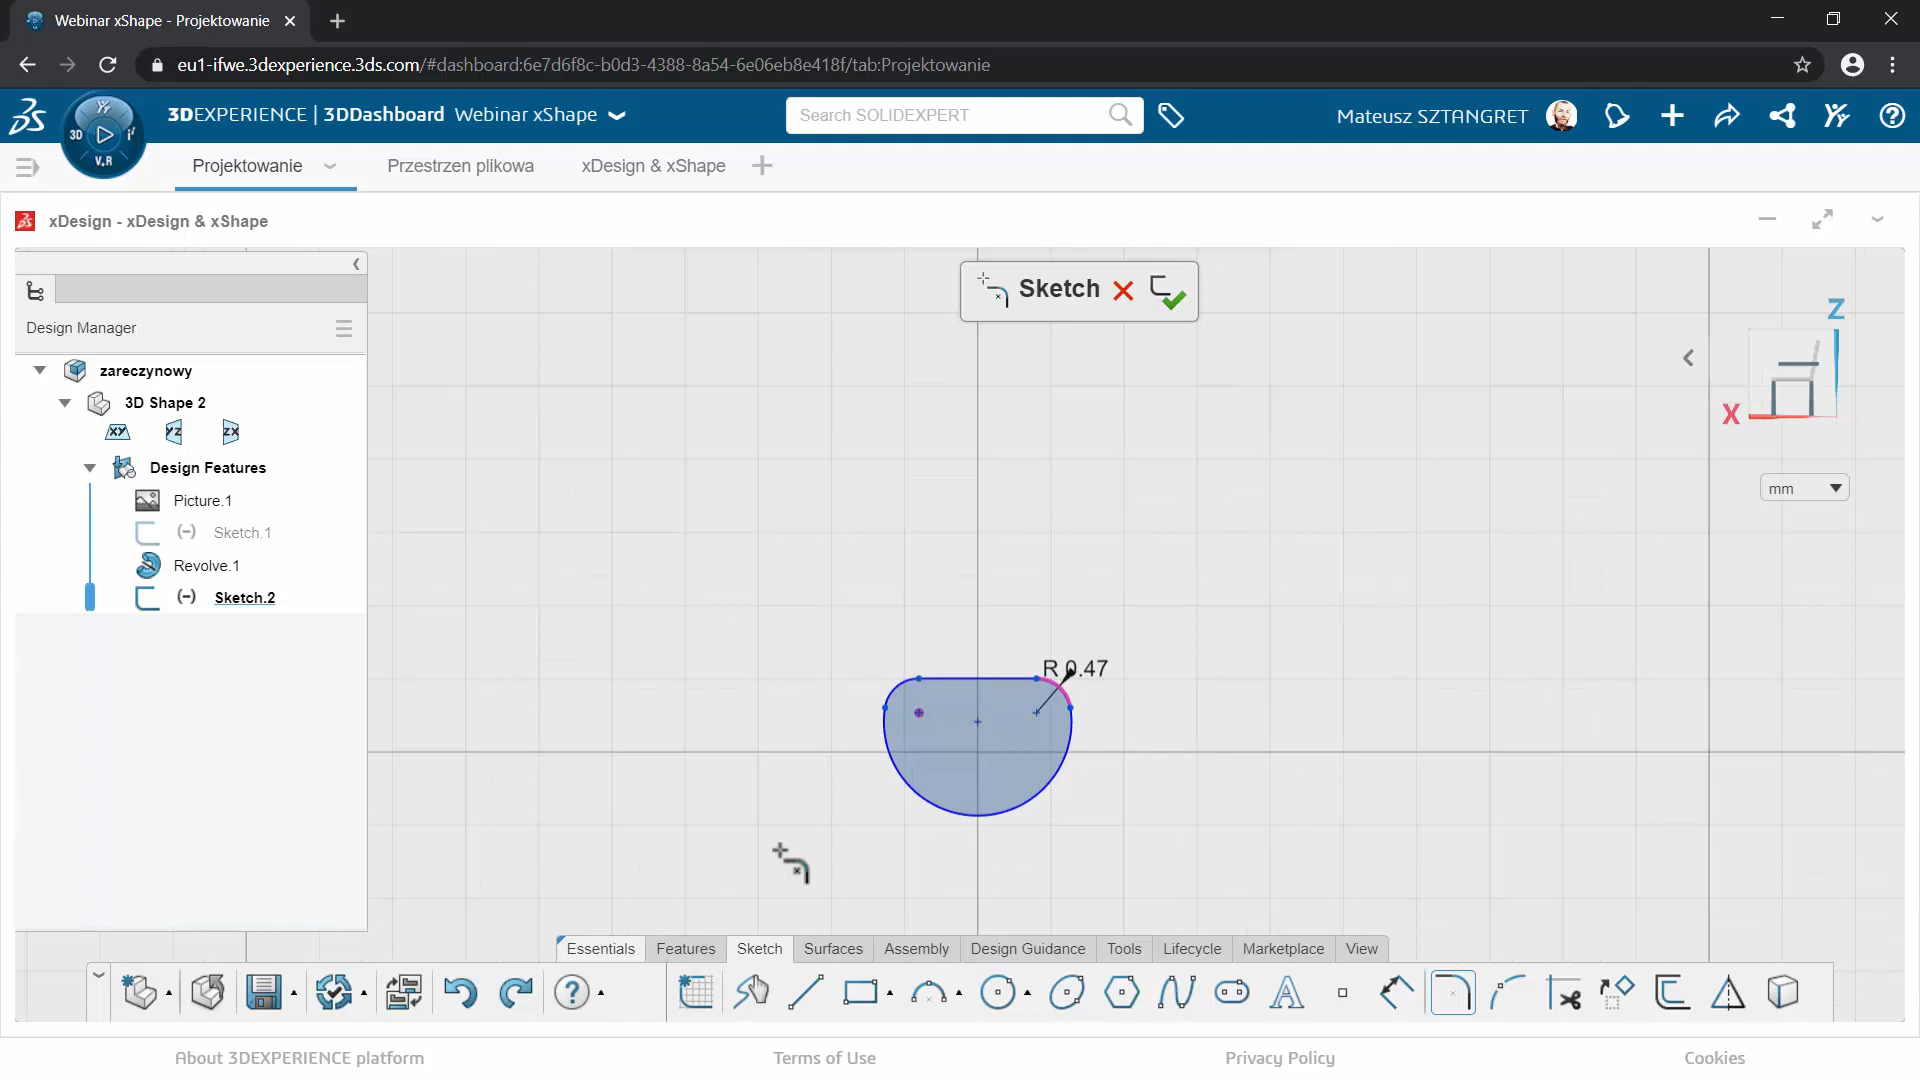 Webinar xShape - Projektowanie
eu1-ifwe.3dexperience.3ds.com/#dashboard:6e7d6f8c-b0d3-4388-8a54-6e06eb8e418f/tab:Projektowanie
3DEXPERIENCE | 3DDashboard Webinar xShape
Search SOLIDEXPERT
Mateusz SZTANGRET
3D
V.R
Projektowanie
Przestrzen plikowa
xDesign & xShape
xDesign - xDesign & xShape
Sketch
Design Manager
Z
X
zareczynowy
3D Shape 2
XY YZ ZX
Design Features
mm
Picture.1
(-) Sketch.1
Revolve.1
(-) Sketch.2
R 0.47
Essentials Features Sketch Surfaces Assembly Design Guidance Tools Lifecycle Marketplace View
About 3DEXPERIENCE platform
Terms of Use
Privacy Policy
Cookies